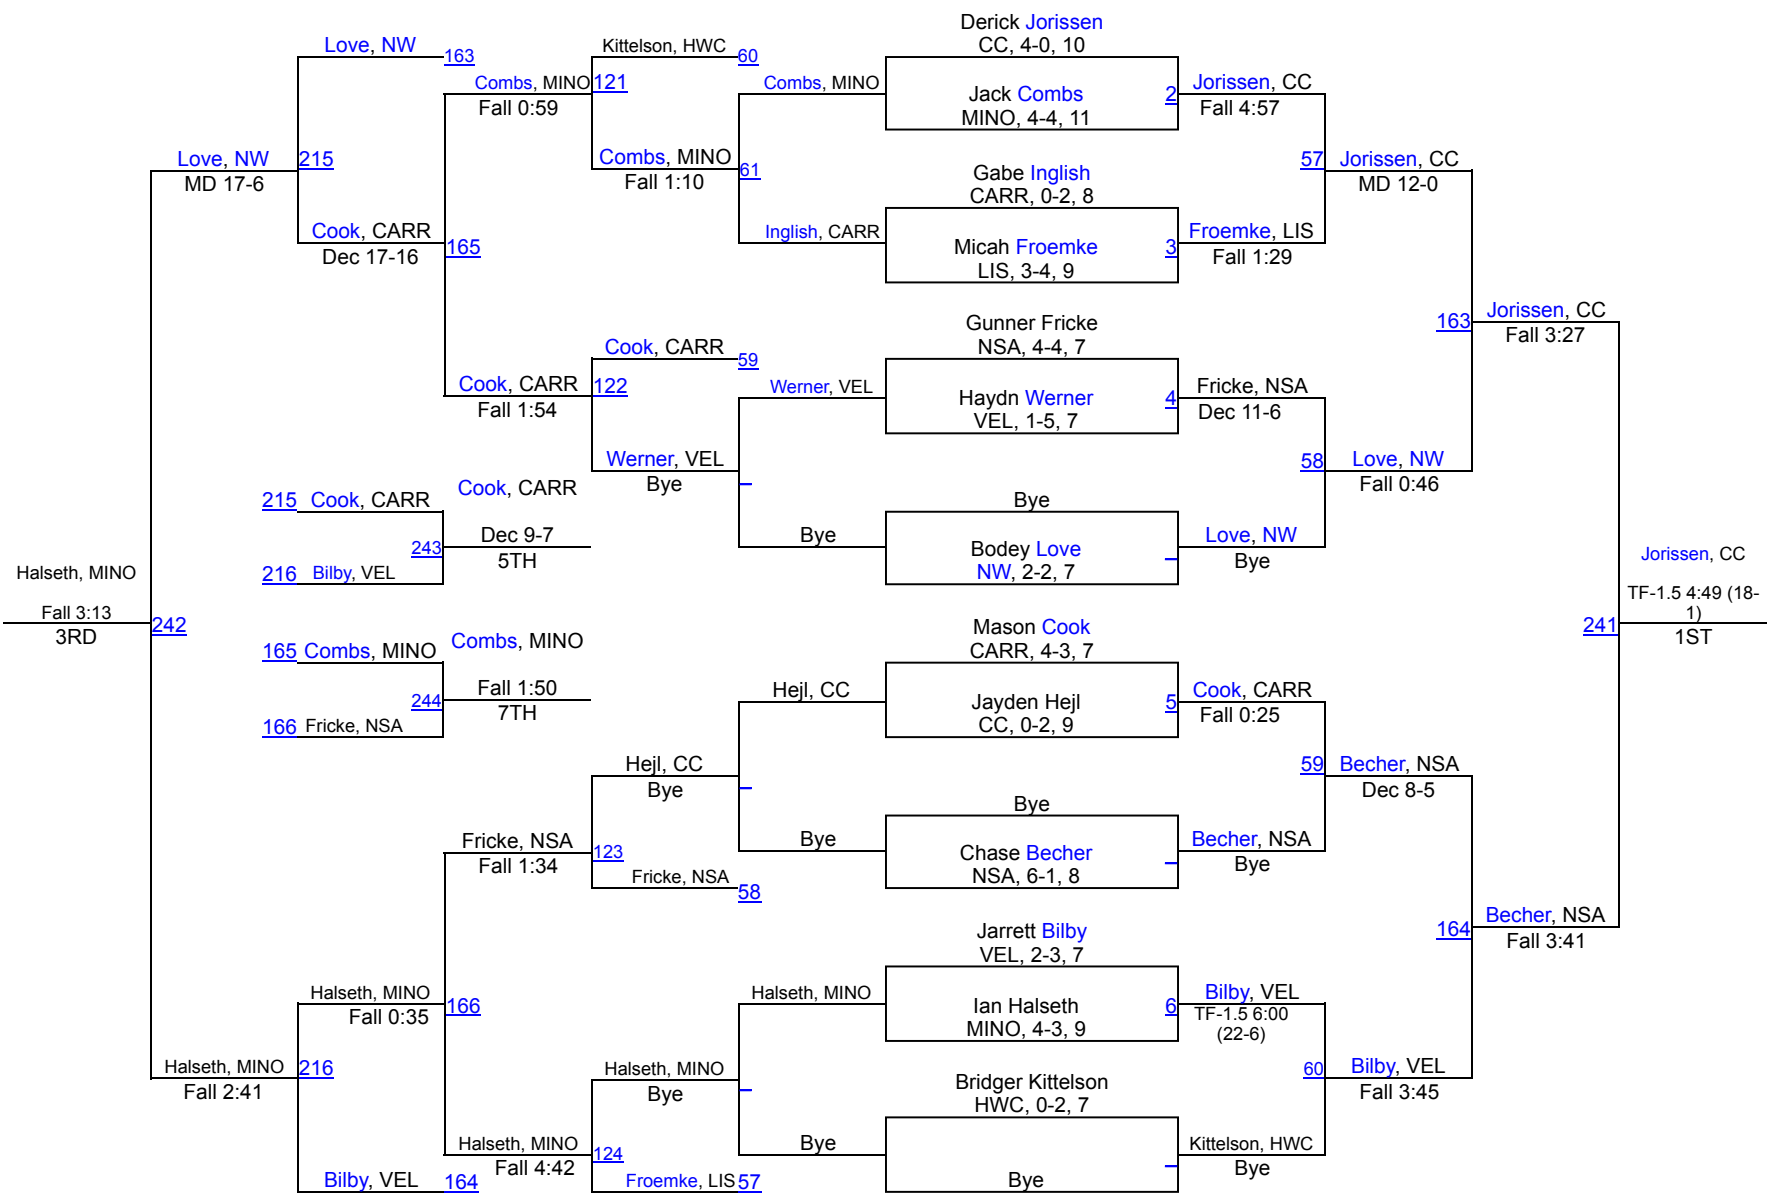 Derick Jorissen
CC, 4-0, 10
Love, NW
163
Kittelson, HWC
60
Combs, MINO
121
Fall 0:59
Combs, MINO
Jack Combs
MINO, 4-4, 11
2
Jorissen, CC
Fall 4:57
Love, NW
215
MD 17-6
Combs, MINO
61
Fall 1:10
Gabe Inglish
CARR, 0-2, 8
57
Jorissen, CC
MD 12-0
Cook, CARR
Dec 17-16
165
Inglish, CARR
Micah Froemke
LIS, 3-4, 9
3
Froemke, LIS
Fall 1:29
Gunner Fricke
NSA, 4-4, 7
163
Jorissen, CC
Fall 3:27
Cook, CARR
59
Cook, CARR
122
Fall 1:54
Werner, VEL
Haydn Werner
VEL, 1-5, 7
4
Fricke, NSA
Dec 11-6
Werner, VEL
Bye
58
Love, NW
Fall 0:46
215
Cook, CARR
Cook, CARR
Bye
243
Dec 9-7
5TH
Bye
Bodey Love
NW, 2-2, 7
Love, NW
Bye
216
Bilby, VEL
Halseth, MINO
Fall 3:13
3RD
242
Jorissen, CC
TF-1.5 4:49 (18-
1)
1ST
241
165
Combs, MINO
Combs, MINO
Mason Cook
CARR, 4-3, 7
244
Fall 1:50
7TH
Hejl, CC
Jayden Hejl
CC, 0-2, 9
5
Cook, CARR
Fall 0:25
166
Fricke, NSA
Hejl, CC
Bye
59
Becher, NSA
Dec 8-5
Bye
Fricke, NSA
123
Fall 1:34
Bye
Chase Becher
NSA, 6-1, 8
Becher, NSA
Bye
Fricke, NSA
58
Jarrett Bilby
VEL, 2-3, 7
164
Becher, NSA
Fall 3:41
Halseth, MINO
166
Fall 0:35
Halseth, MINO
Ian Halseth
MINO, 4-3, 9
6
Bilby, VEL
TF-1.5 6:00
(22-6)
Halseth, MINO
216
Fall 2:41
Halseth, MINO
Bye
Bridger Kittelson
HWC, 0-2, 7
60
Bilby, VEL
Fall 3:45
Halseth, MINO
124
Fall 4:42
Bye
Kittelson, HWC
Bye
Bilby, VEL
164
Froemke, LIS
57
Bye